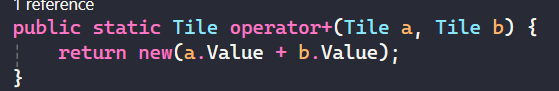 1 reference
public static Tile operator+(Tile a, Tile b) {
return new(a.Value + b.Value);
}